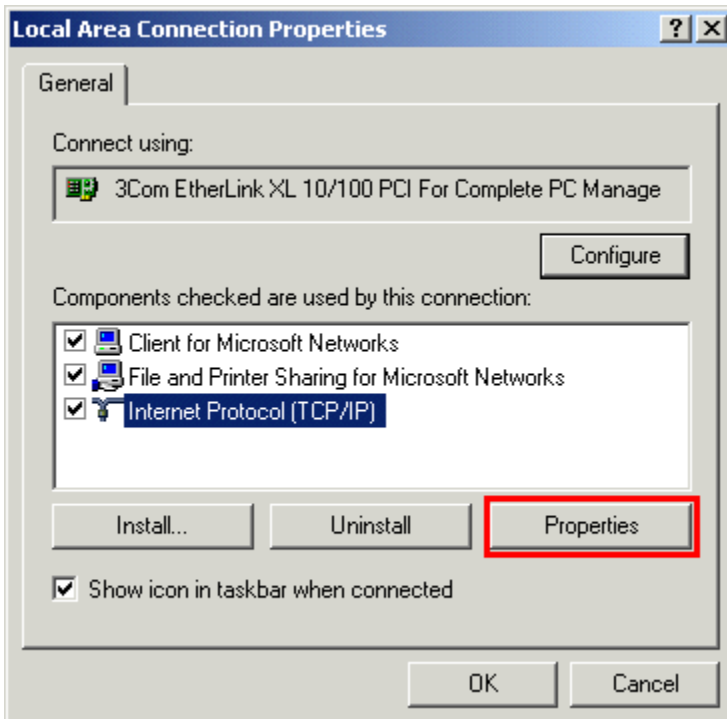 Local Area Connection Properties
General
Connect using:
3Com EtherLink XL 10/100 PCI For Complete PC Manage
Configure
Components checked are used by this connection:
Client for Microsoft Networks
File and Printer Sharing for Microsoft Networks
Internet Protocol (TCP/IP)
Install... Uninstall Properties
Show icon in taskbar when connected
OK Cancel